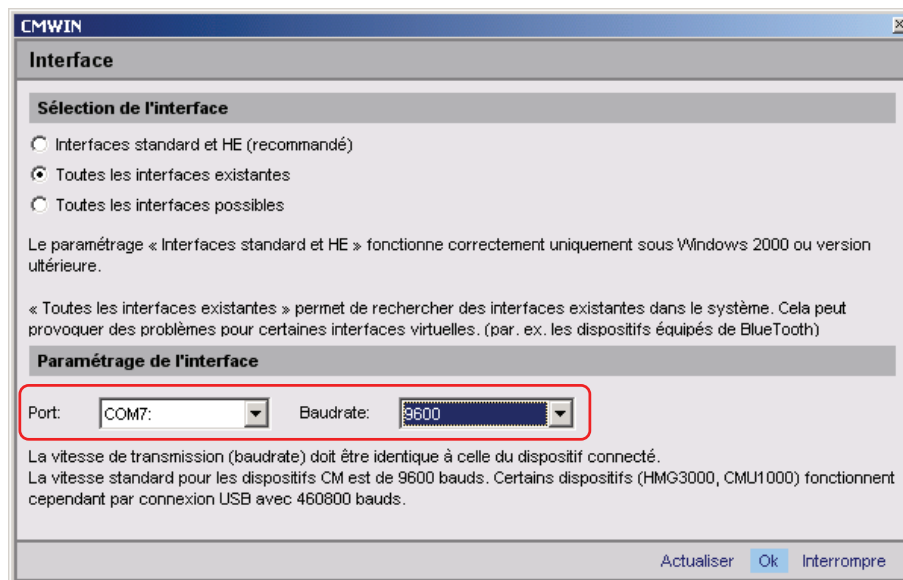 CMWIN
Interface
Sélection de l'interface
Interfaces standard et HE (recommandé)
Toutes les interfaces existantes
Toutes les interfaces possibles
Le paramétrage « Interfaces standard et HE » fonctionne correctement uniquement sous Windows 2000 ou version
ultérieure.
« Toutes les interfaces existantes » permet de rechercher des interfaces existantes dans le système. Cela peut
provoquer des problèmes pour certaines interfaces virtuelles. (par. ex. les dispositifs équipés de BlueTooth)
Paramétrage de l'interface
Port: COM7: Baudrate: 9600
La vitesse de transmission (baudrate) doit être identique à celle du dispositif connecté.
La vitesse standard pour les dispositifs CM est de 9600 bauds. Certains dispositifs (HMG3000, CMU1000) fonctionnent
cependant par connexion USB avec 460800 bauds.
Actualiser Ok Interrompre